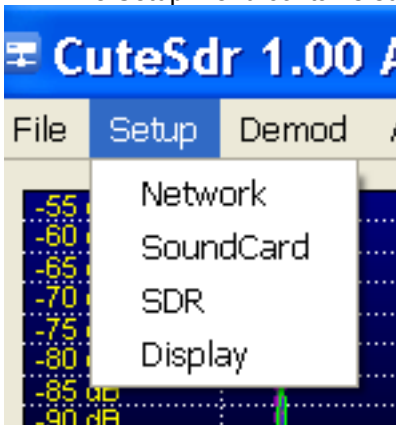 CuteSdr 1.00
File Setup Demod
Network
SoundCard
SDR
Display
-55
-60
-65
-70
-75
-80
-85 dB
-90 dB